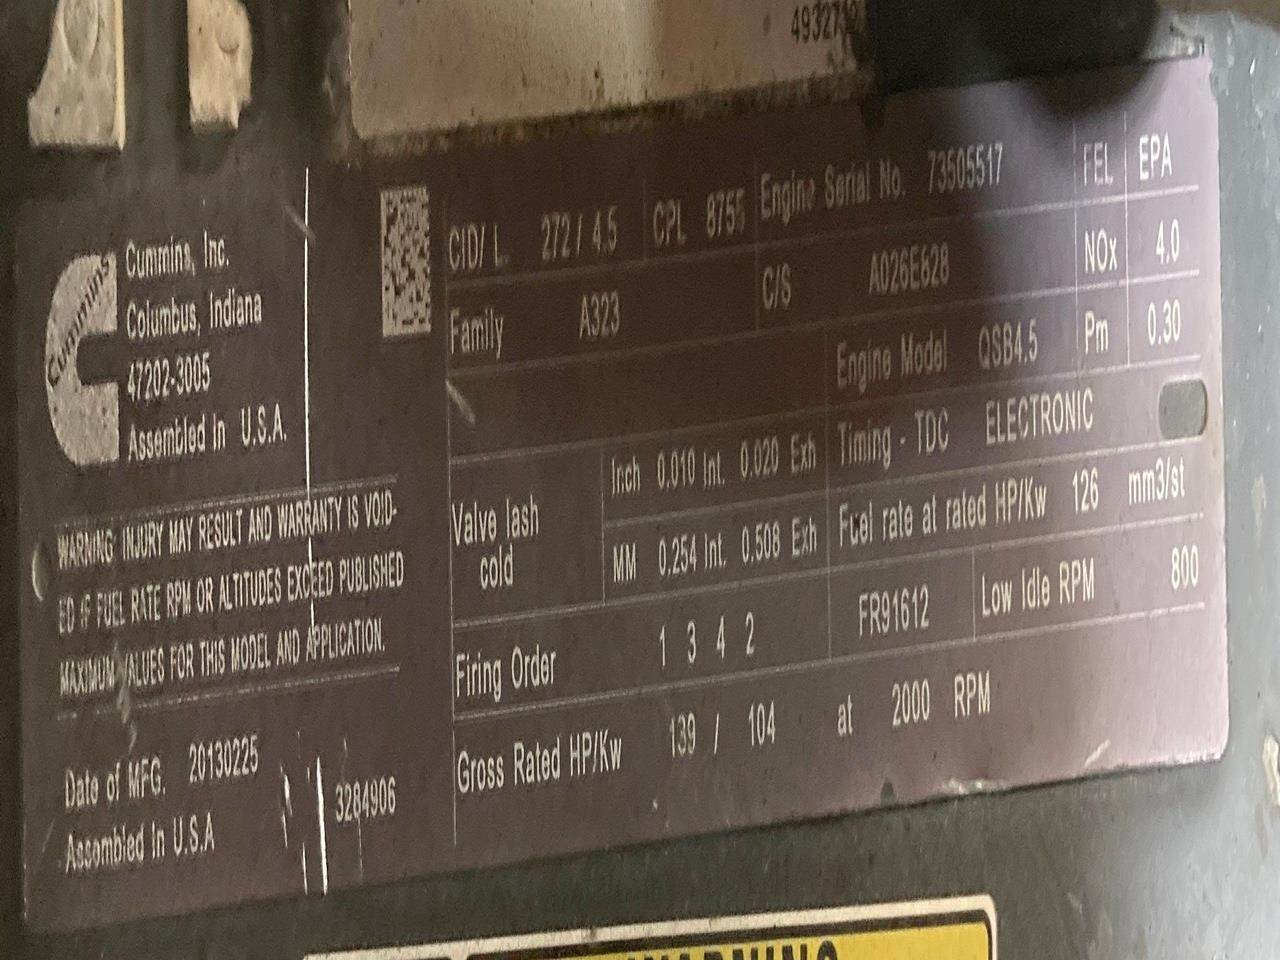 4932712
Cummins
Cummins, Inc.
Columbus, Indiana
47202-3005
Assembled In U.S.A.
WARNING: INJURY MAY RESULT AND WARRANTY IS VOID-
ED IF FUEL RATE RPM OR ALTITUDES EXCEED PUBLISHED
MAXIMUM VALUES FOR THIS MODEL AND APPLICATION.
Date of MFG. 20130225
Assembled In U.S.A
3284906
CID/ L. 272 / 4.5 CPL 8755 Engine Serial No. 73505517 FEL EPA
Family A323 C/S A026E628 NOx 4.0
Engine Model QSB4.5 Pm 0.30
Valve lash cold Inch 0.010 Int. 0.020 Exh Timing - TDC ELECTRONIC
MM 0.254 Int. 0.508 Exh Fuel rate at rated HP/Kw 126 mm3/st
Firing Order 1 3 4 2 FR91612 Low Idle RPM 800
Gross Rated HP/Kw 139 / 104 at 2000 RPM
WARNING